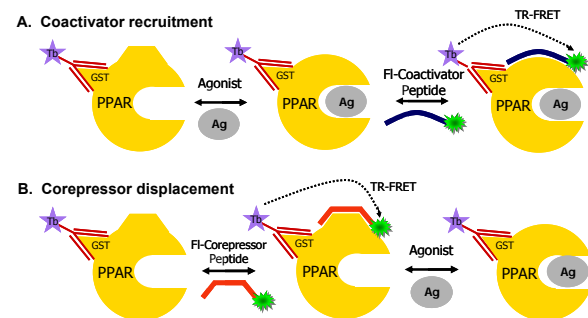 A. Coactivator recruitment
TR-FRET
Tb
GST
PPAR
Agonist
Ag
Tb
GST
PPAR
Ag
Fl-Coactivator
Peptide
Tb
GST
PPAR
Ag
B. Corepressor displacement
TR-FRET
Tb
GST
PPAR
Fl-Corepressor
Peptide
Tb
GST
PPAR
Agonist
Ag
Tb
GST
PPAR
Ag